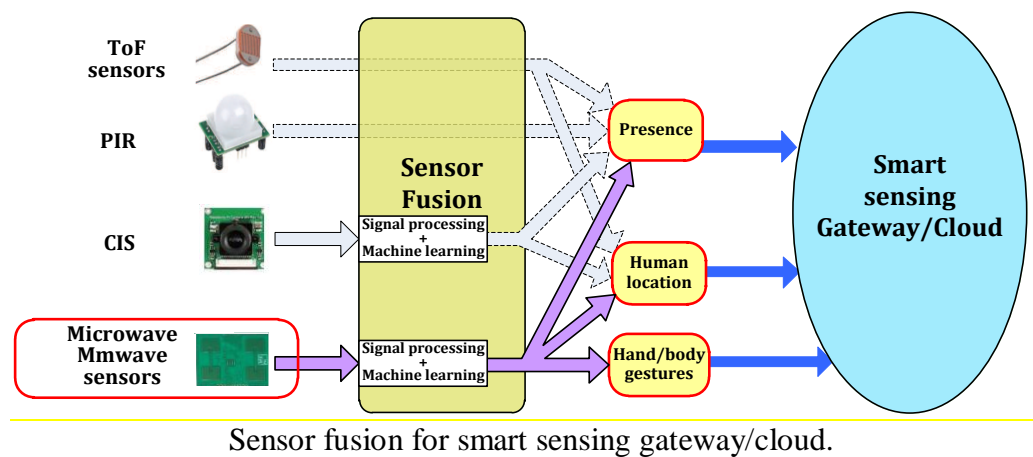 ToF
sensors
PIR
CIS
Microwave
Mmwave
sensors
Sensor
Fusion
Signal processing
+
Machine learning
Signal processing
+
Machine learning
Presence
Human
location
Hand/body
gestures
Smart
sensing
Gateway/Cloud
Sensor fusion for smart sensing gateway/cloud.